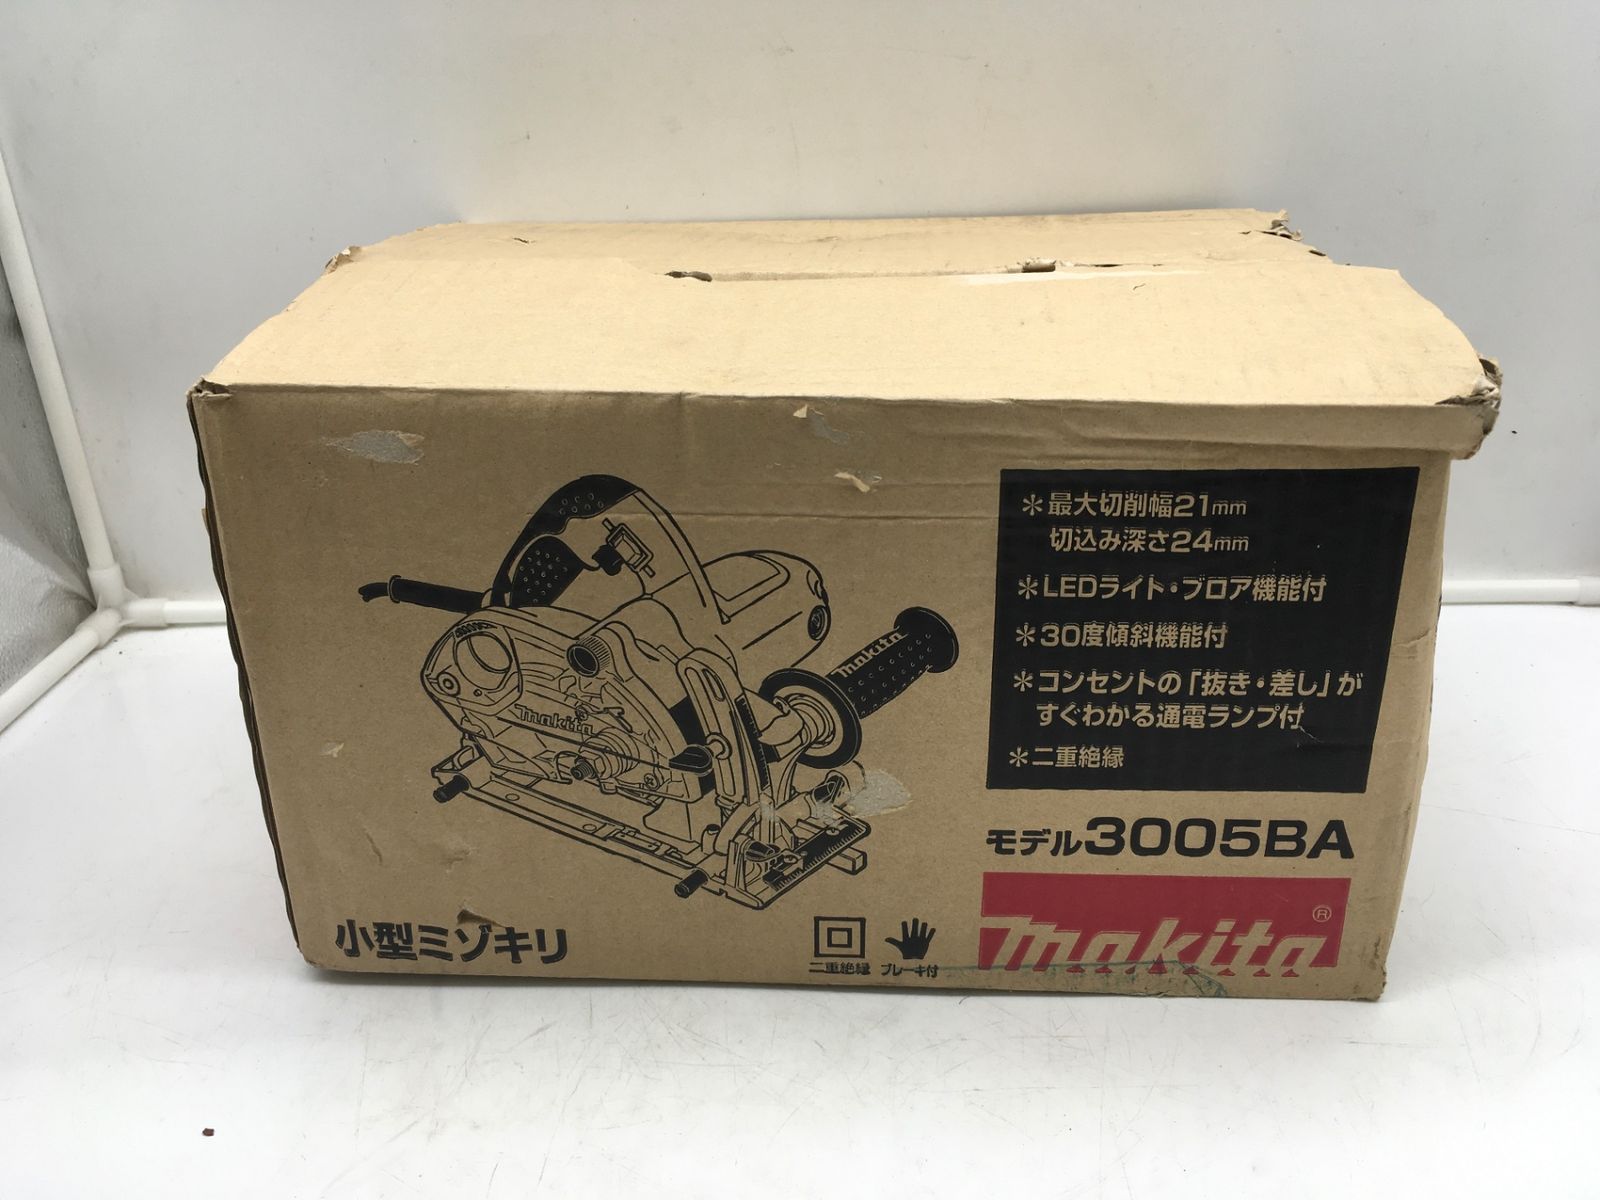 ＊最大切削幅21mm
切込み深さ24mm
＊LEDライト・ブロア機能付
＊30度傾斜機能付
＊コンセントの「抜き・差し」が
すぐわかる通電ランプ付
＊二重絶縁
モデル3005BA
makita®
makita
makita
小型ミゾキリ
二重絶縁 ブレーキ付